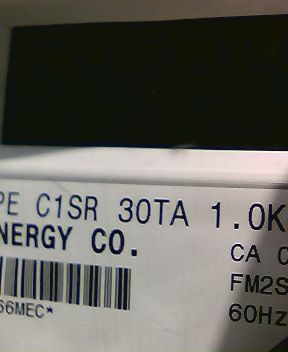 PE C1SR 30TA 1.0K
NERGY CO.
CA
FM2S
66MEC*
60Hz